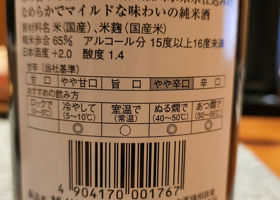 なめらかでマイルドな味わいの純米酒
原材料名 米(国産)、米麹(国産米)
精米歩合 65% アルコール分 15度以上16度未満
日本酒度+2.0 酸度 1.4
甘辛(当社基準)
甘口 やや甘口 旨口 やや辛口 辛口
おすすめの飲み方
ロックで 冷やして 室温で ぬる燗で あつ燗で
(5〜10℃) (常温) (40〜50℃) (50〜60℃)
○ ◎ ○ ○ ◎
4904170001767